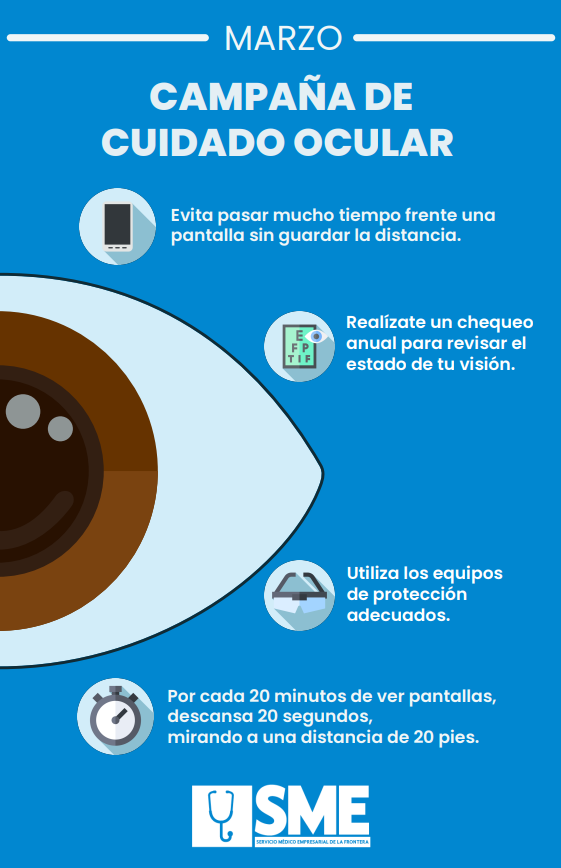 MARZO
CAMPAÑA DE
CUIDADO OCULAR
Evita pasar mucho tiempo frente una
pantalla sin guardar la distancia.
Realízate un chequeo
anual para revisar el
estado de tu visión.
E
F P
T I F
Utiliza los equipos
de protección
adecuados.
Por cada 20 minutos de ver pantallas,
descansa 20 segundos,
mirando a una distancia de 20 pies.
SME
SERVICIO MÉDICO EMPRESARIAL DE LA FRONTERA